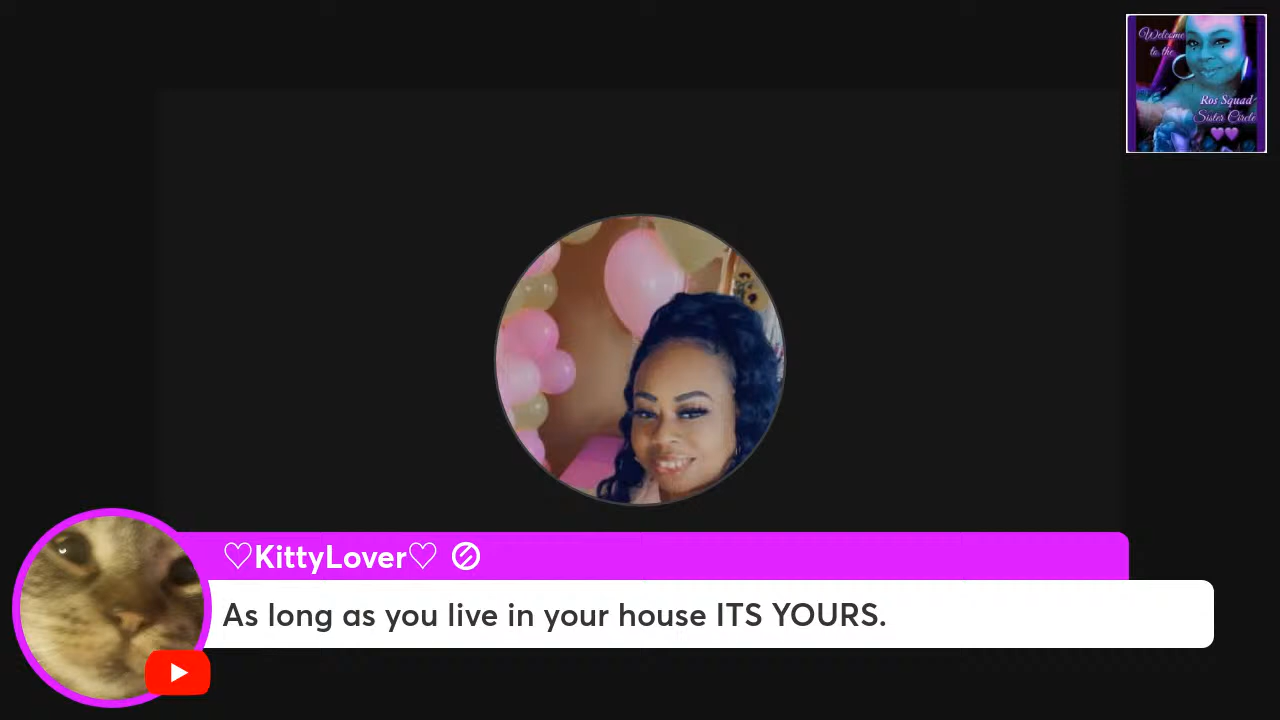 Welcome
to the
Ros Squad
Sister Circle
♡KittyLover♡
As long as you live in your house ITS YOURS.